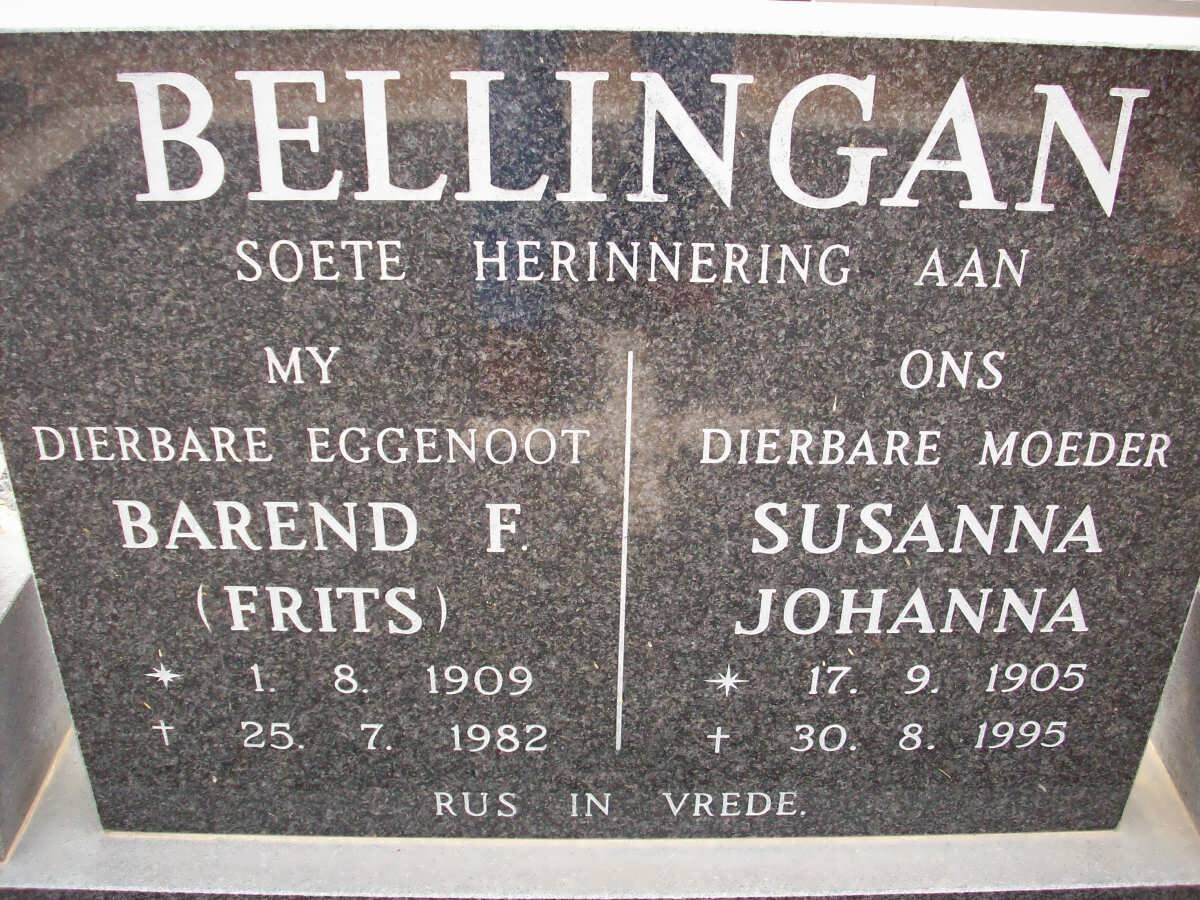 BELLINGAN
SOETE HERINNERING AAN
MY
DIERBARE EGGENOOT
BAREND F.
(FRITS)
* 1. 8. 1909
† 25. 7. 1982
ONS
DIERBARE MOEDER
SUSANNA
JOHANNA
* 17. 9. 1905
† 30. 8. 1995
RUS IN VREDE.